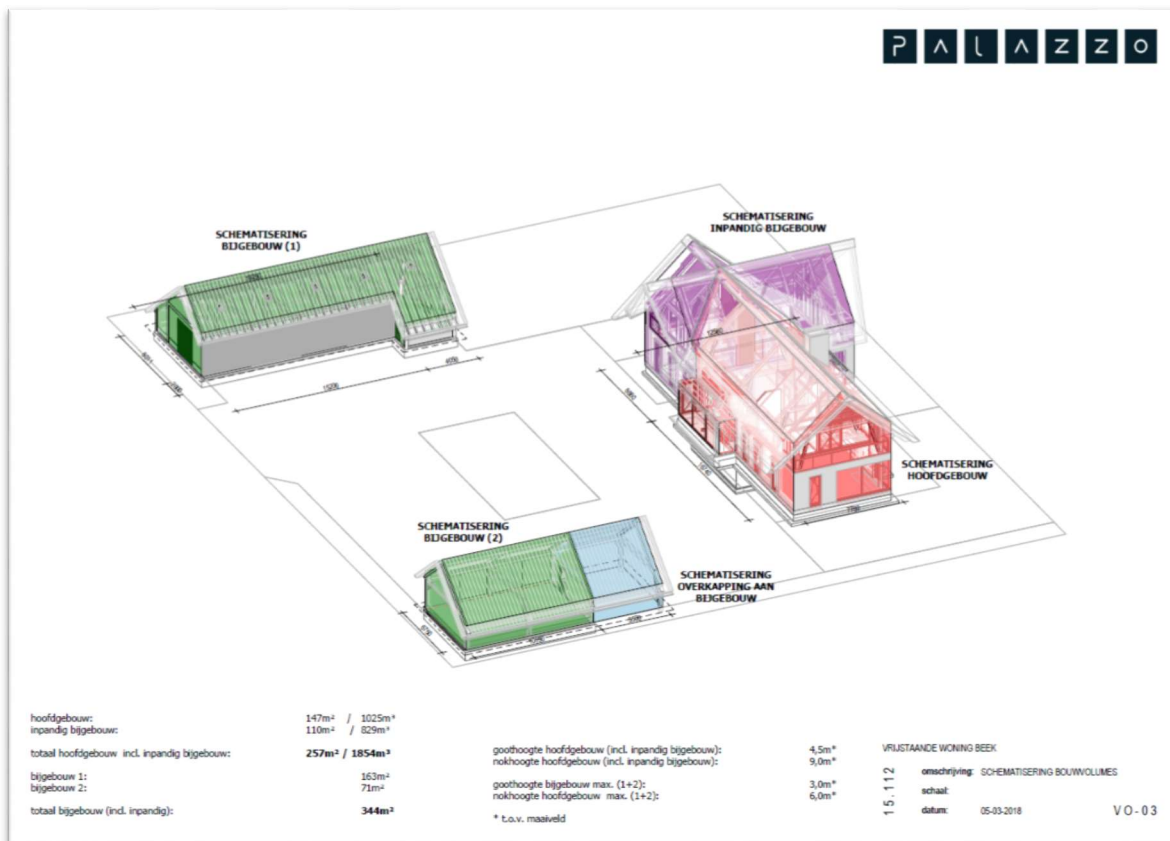 PALAZZO
SCHEMATISERING
BIJGEBOUW (1)
SCHEMATISERING
INPANDIG BIJGEBOUW
SCHEMATISERING
HOOFDGEBOUW
SCHEMATISERING
BIJGEBOUW (2)
SCHEMATISERING
OVERKAPPING AAN
BIJGEBOUW
hoofdgebouw: 147m² / 1025m³
inpandig bijgebouw: 110m² / 829m³
totaal hoofdgebouw incl. inpandig bijgebouw: 257m² / 1854m³
bijgebouw 1: 163m²
bijgebouw 2: 71m²
totaal bijgebouw (incl. inpandig): 344m²
goothoogte hoofdgebouw (incl. inpandig bijgebouw): 4,5m*
nokhoogte hoofdgebouw (incl. inpandig bijgebouw): 9,0m*
goothoogte bijgebouw max. (1+2): 3,0m*
nokhoogte hoofdgebouw max. (1+2): 6,0m*
* t.o.v. maaiveld
VRIJSTAANDE WONING BEEK
15.112
omschrijving: SCHEMATISERING BOUWVOLUMES
schaal:
datum: 05-03-2018
VO-03